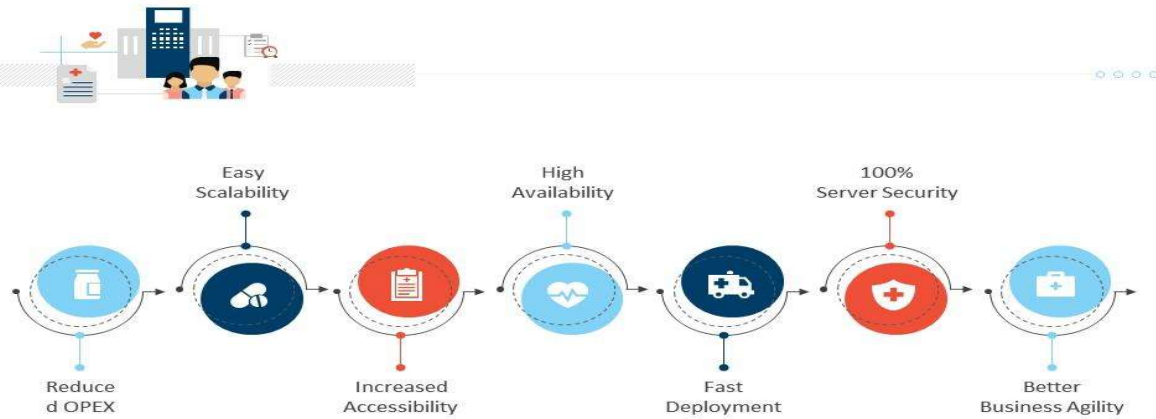 Easy
Scalability
High
Availability
100%
Server Security
Reduce
d OPEX
Increased
Accessibility
Fast
Deployment
Better
Business Agility